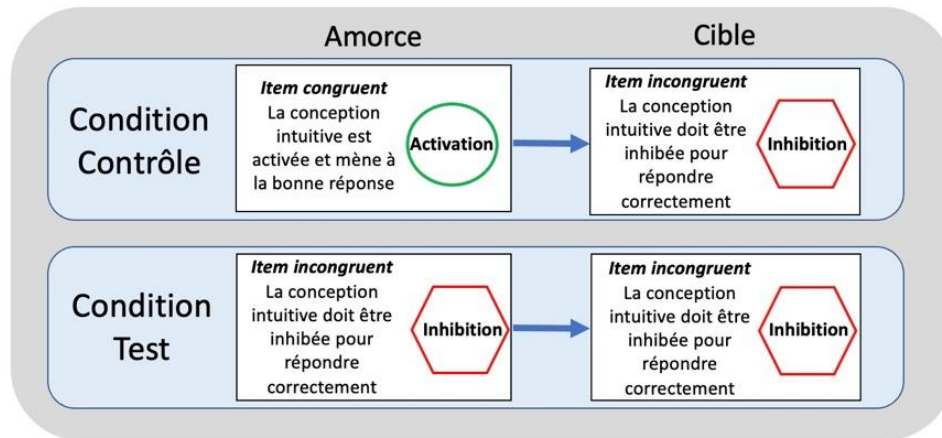 Amorce
Cible
Condition
Contrôle
Item congruent
La conception
intuitive est
activée et mène à
la bonne réponse
Activation
Item incongruent
La conception
intuitive doit être
inhibée pour
répondre
correctement
Inhibition
Condition
Test
Item incongruent
La conception
intuitive doit être
inhibée pour
répondre
correctement
Inhibition
Item incongruent
La conception
intuitive doit être
inhibée pour
répondre
correctement
Inhibition